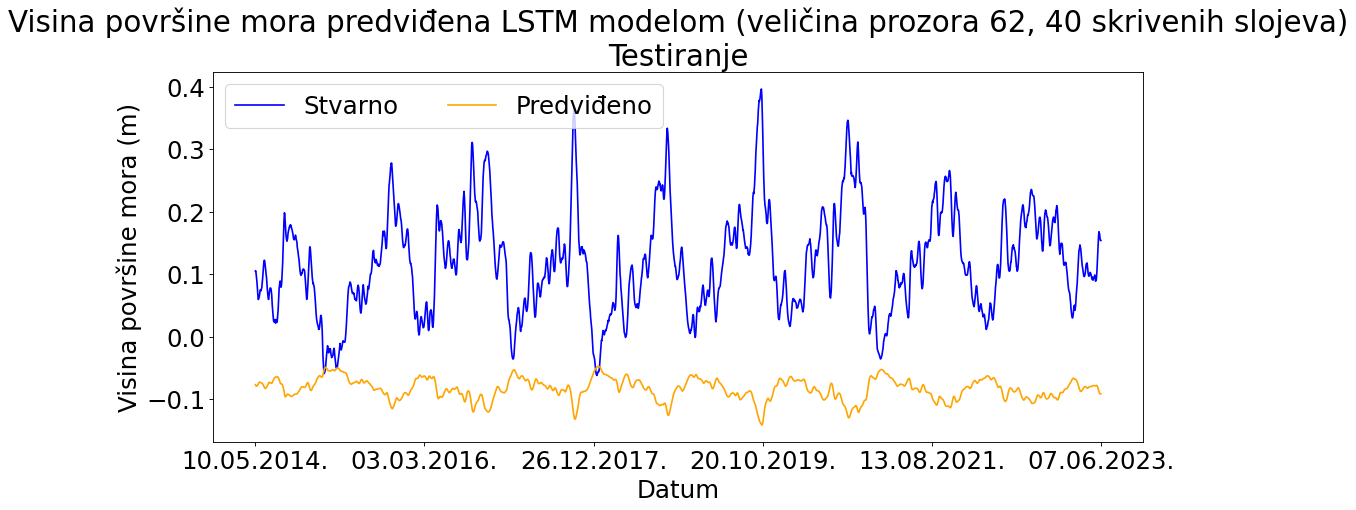 Visina površine mora predviđena LSTM modelom (veličina prozora 62, 40 skrivenih slojeva)
Testiranje
Stvarno
Predviđeno
Visina površine mora (m)
0.4
0.3
0.2
0.1
0.0
−0.1
10.05.2014.
03.03.2016.
26.12.2017.
20.10.2019.
13.08.2021.
07.06.2023.
Datum